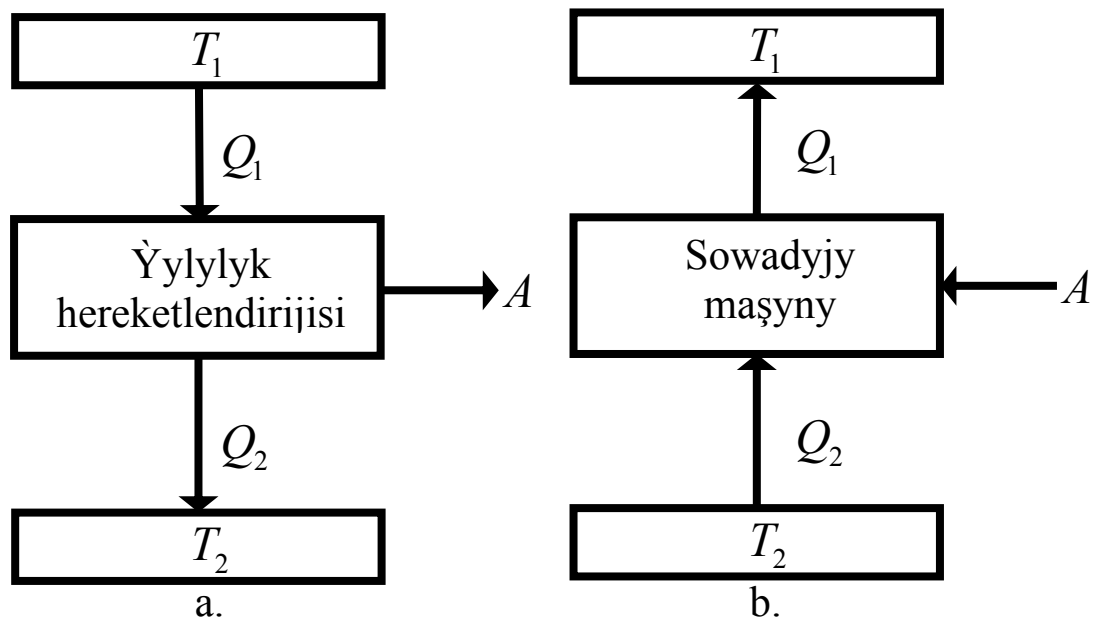 T₁
Q₁
Ỳylylyk
hereketlendirijisi
A
Q₂
T₂
a.
T₁
Q₁
Sowadyjy
maşyny
A
Q₂
T₂
b.